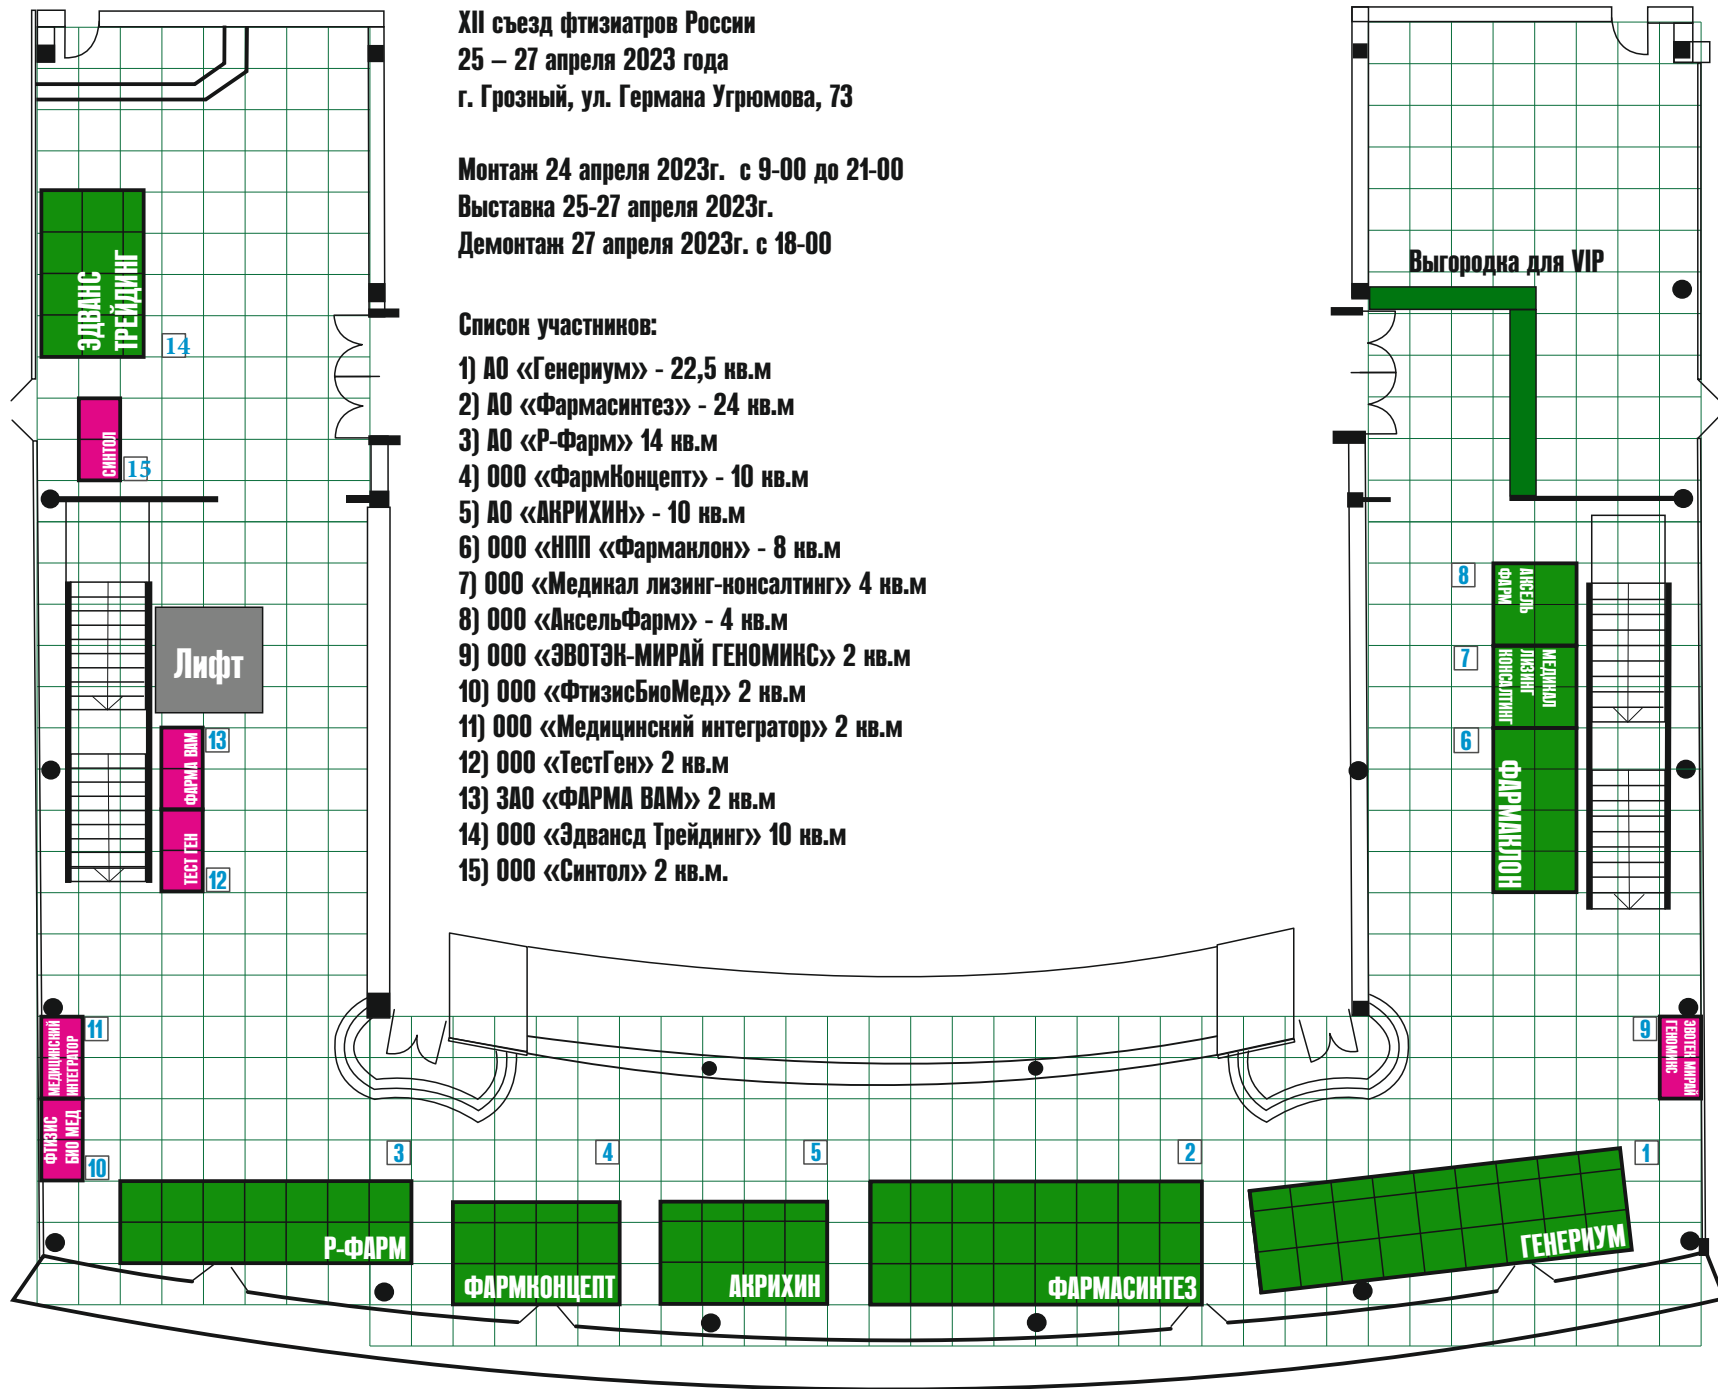 XII съезд фтизиатров России
25 – 27 апреля 2023 года
г. Грозный, ул. Германа Угрюмова, 73
Монтаж 24 апреля 2023г. с 9-00 до 21-00
Выставка 25-27 апреля 2023г.
Демонтаж 27 апреля 2023г. с 18-00
Список участников:
1) АО «Генериум» - 22,5 кв.м
2) АО «Фармасинтез» - 24 кв.м
3) АО «Р-Фарм» 14 кв.м
4) ООО «ФармКонцепт» - 10 кв.м
5) АО «АКРИХИН» - 10 кв.м
6) ООО «НПП «Фармаклон» - 8 кв.м
7) ООО «Медикал лизинг-консалтинг» 4 кв.м
8) ООО «АксельФарм» - 4 кв.м
9) ООО «ЭВОТЭК-МИРАЙ ГЕНОМИКС» 2 кв.м
10) ООО «ФтизисБиоМед» 2 кв.м
11) ООО «Медицинский интегратор» 2 кв.м
12) ООО «ТестГен» 2 кв.м
13) ЗАО «ФАРМА ВАМ» 2 кв.м
14) ООО «Эдвансд Трейдинг» 10 кв.м
15) ООО «Синтол» 2 кв.м.
ЭДВАНС
ТРЕЙДИНГ
14
СИНТОЛ
15
Лифт
13
ФАРМА ВАМ
ТЕСТ ГЕН
12
11
МЕДИЦИНСКИЙ
ИНТЕГРАТОР
ФТИЗИС
БИО МЕД
10
Выгородка для VIP
8
АКСЕЛЬ
ФАРМ
7
МЕДИКАЛ
ЛИЗИНГ
КОНСАЛТИНГ
6
ФАРМАКЛОН
9
ЭВОТЕК МИРАЙ
ГЕНОМИКС
3
4
5
2
1
Р-ФАРМ
ФАРМКОНЦЕПТ
АКРИХИН
ФАРМАСИНТЕЗ
ГЕНЕРИУМ